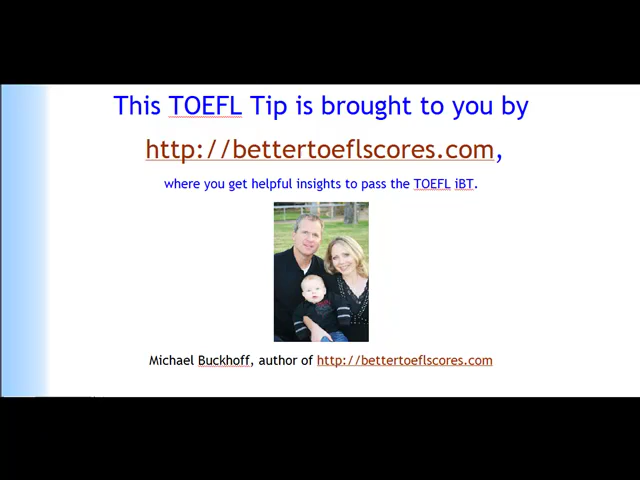 This TOEFL Tip is brought to you by
http://bettertoeflscores.com,
where you get helpful insights to pass the TOEFL iBT.
Michael Buckhoff, author of http://bettertoeflscores.com